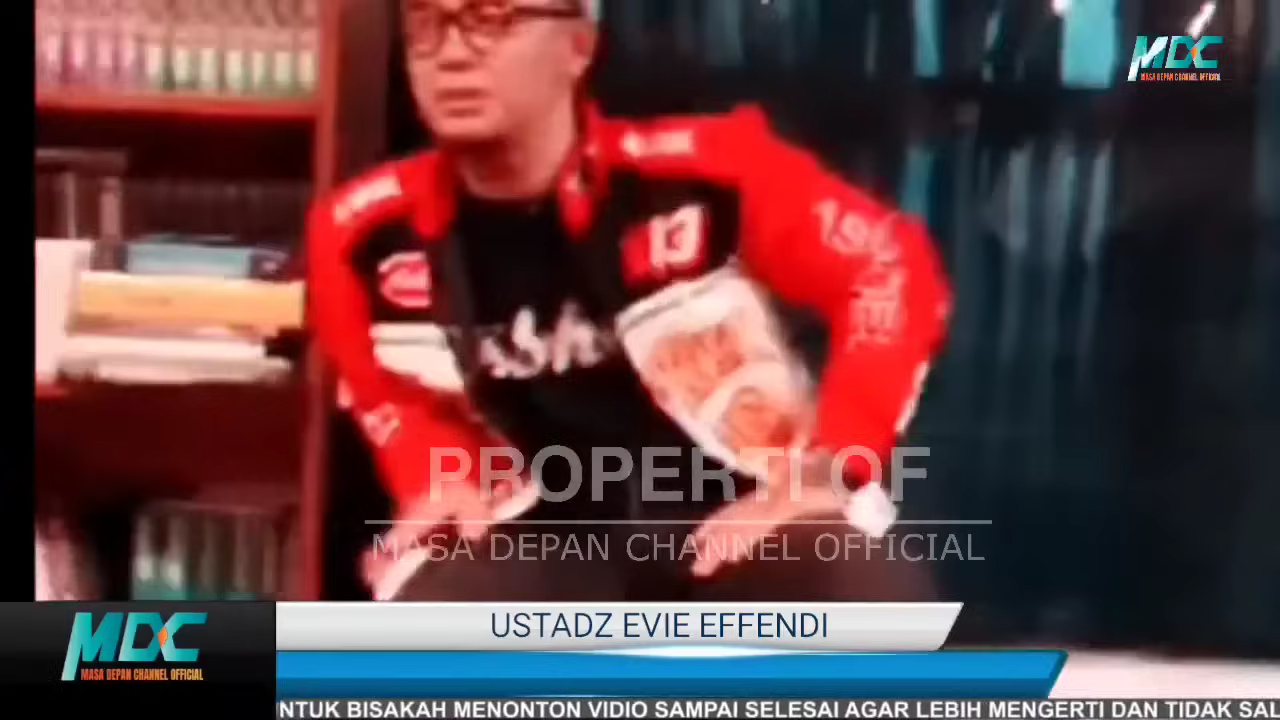 MDC
MASA DEPAN CHANNEL OFFICIAL
13
PROPERTI OF
MASA DEPAN CHANNEL OFFICIAL
MDC
MASA DEPAN CHANNEL OFFICIAL
USTADZ EVIE EFFENDI
NTUK BISAKAH MENONTON VIDIO SAMPAI SELESAI AGAR LEBIH MENGERTI DAN TIDAK SAL